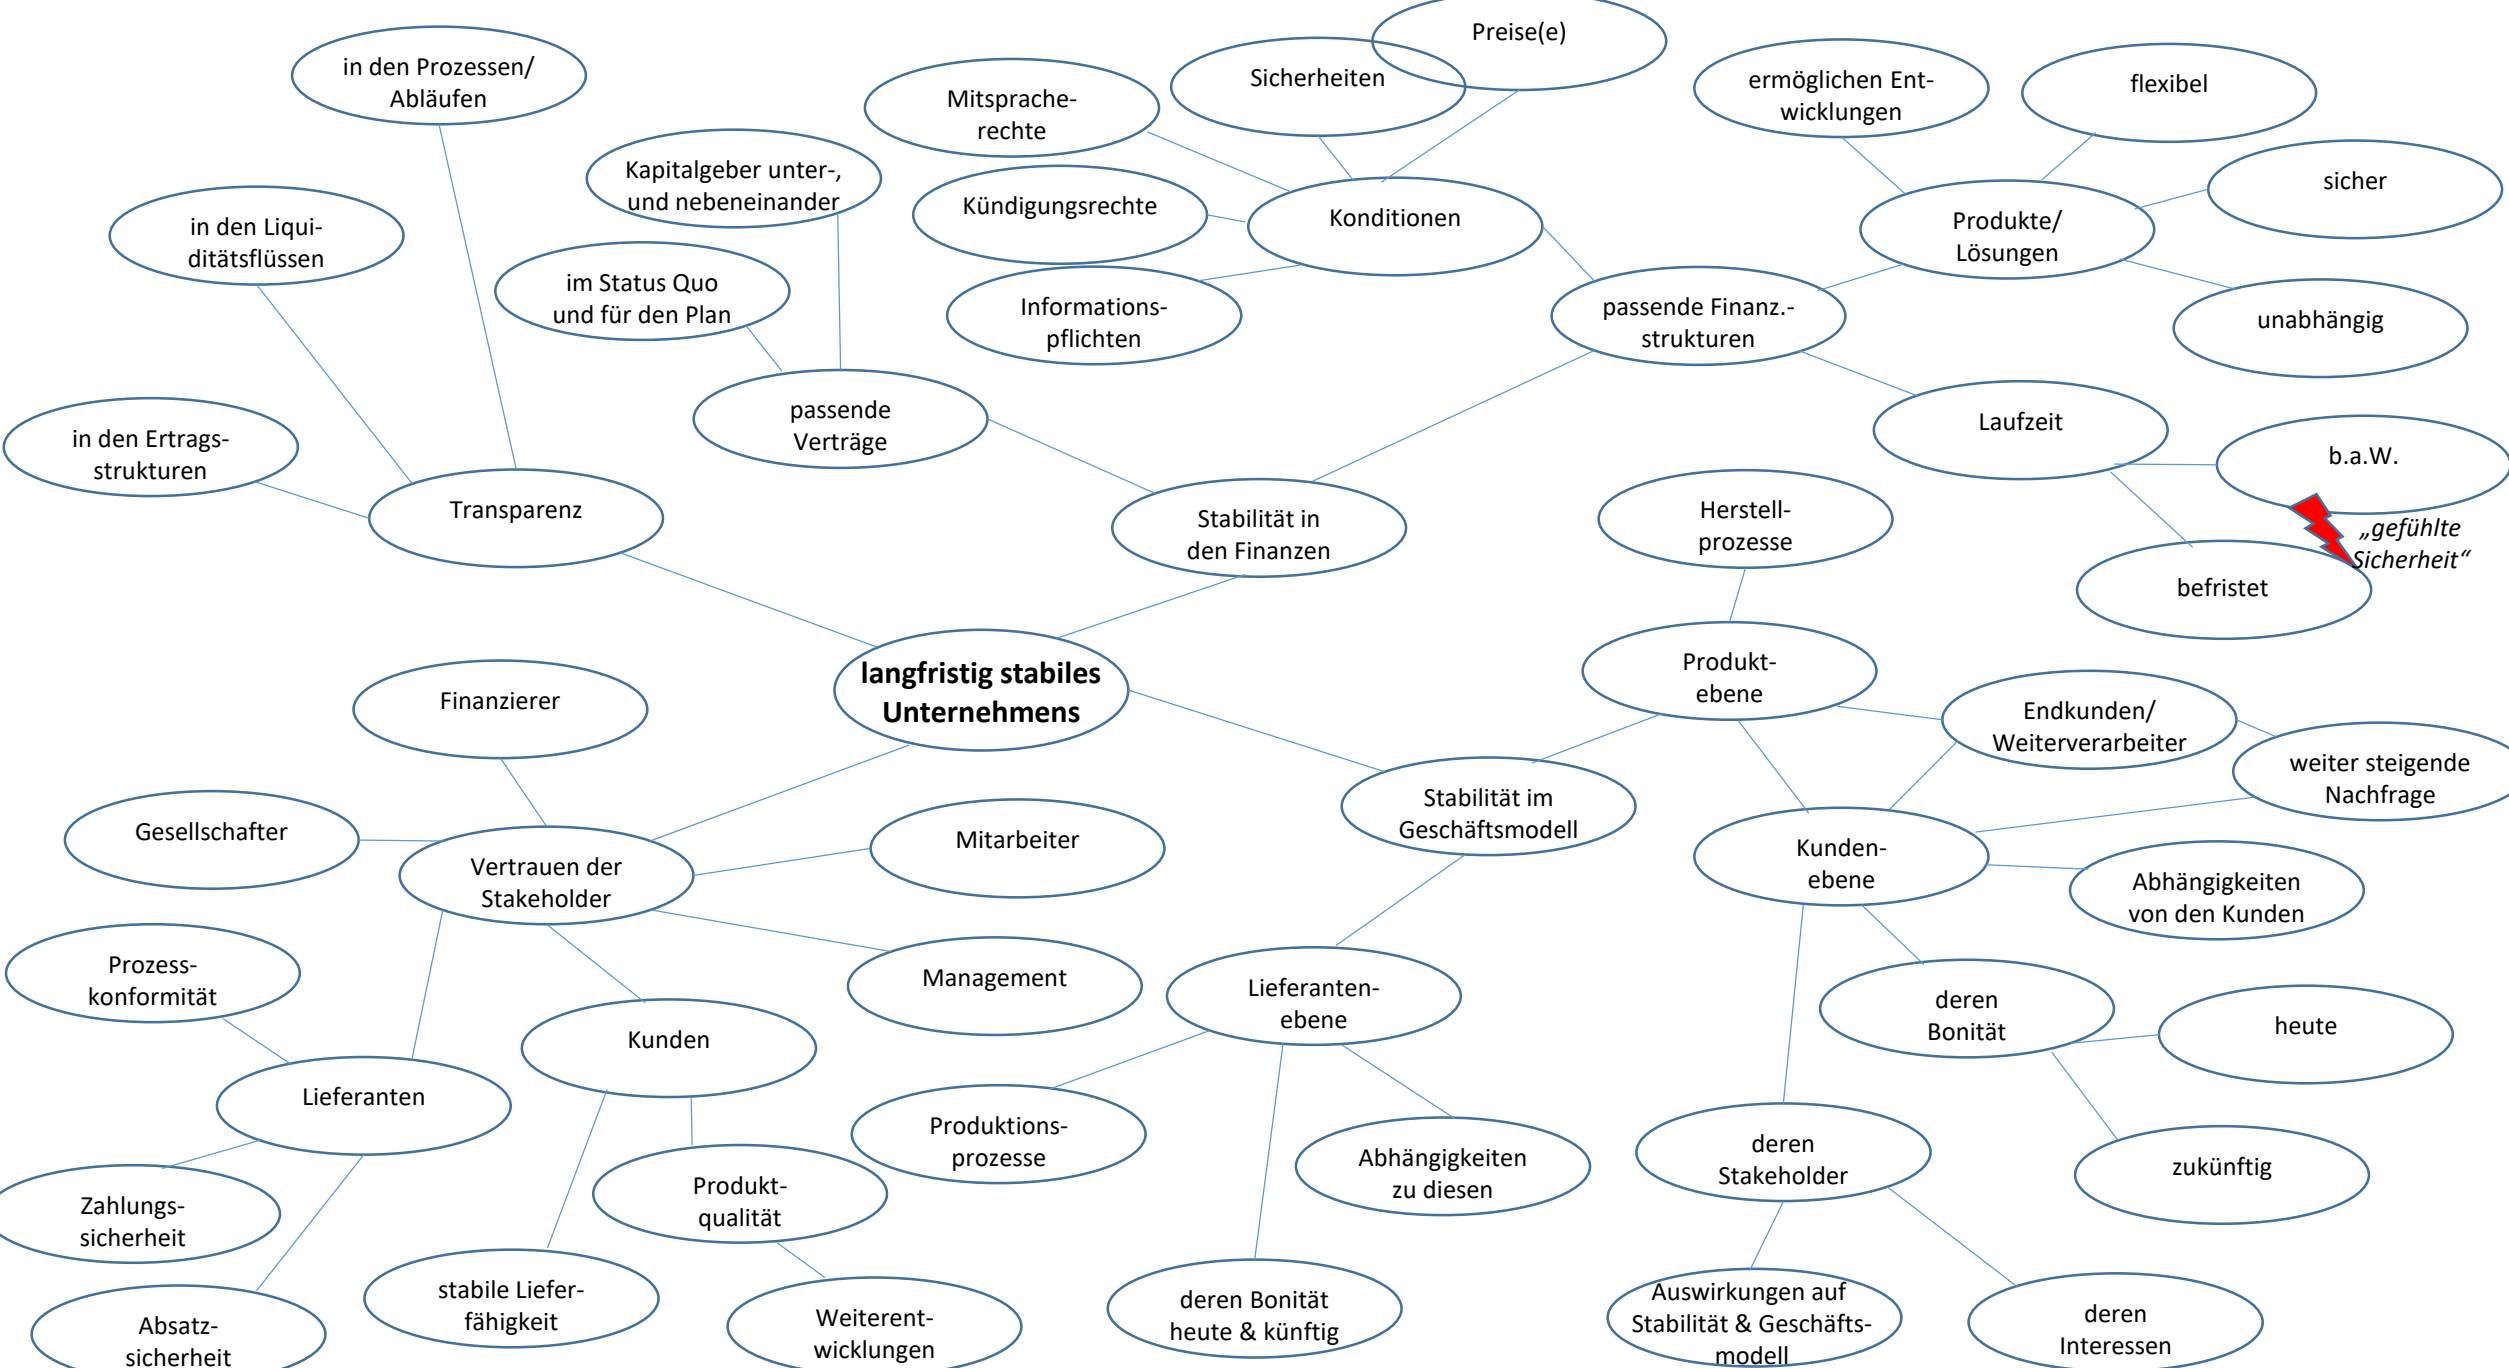 Preise(e)
in den Prozessen/
Abläufen
Sicherheiten
ermöglichen Ent-
wicklungen
flexibel
Mitsprache-
rechte
Kapitalgeber unter-,
und nebeneinander
sicher
Kündigungsrechte
Konditionen
Produkte/
Lösungen
in den Liqui-
ditätsflüssen
im Status Quo
und für den Plan
Informations-
pflichten
passende Finanz.-
strukturen
unabhängig
passende
Verträge
Laufzeit
in den Ertrags-
strukturen
b.a.W.
Transparenz
Stabilität in
den Finanzen
Herstell-
prozesse
„gefühlte
Sicherheit“
befristet
langfristig stabiles
Unternehmens
Produkt-
ebene
Finanzierer
Endkunden/
Weiterverarbeiter
weiter steigende
Nachfrage
Stabilität im
Geschäftsmodell
Gesellschafter
Mitarbeiter
Vertrauen der
Stakeholder
Kunden-
ebene
Abhängigkeiten
von den Kunden
Prozess-
konformität
Management
Lieferanten-
ebene
deren
Bonität
heute
Kunden
Lieferanten
Produktions-
prozesse
Abhängigkeiten
zu diesen
deren
Stakeholder
zukünftig
Zahlungs-
sicherheit
Produkt-
qualität
stabile Liefer-
fähigkeit
deren Bonität
heute & künftig
Auswirkungen auf
Stabilität & Geschäfts-
modell
deren
Interessen
Absatz-
sicherheit
Weiterent-
wicklungen